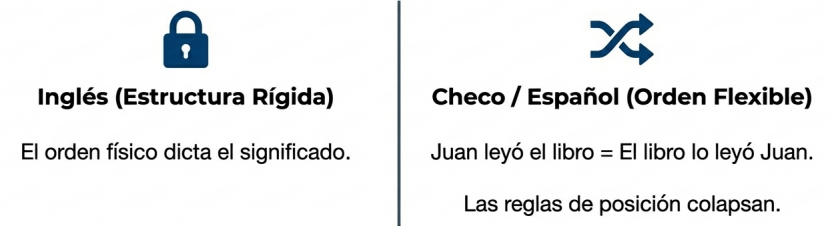 Inglés (Estructura Rígida)
El orden físico dicta el significado.
Checo / Español (Orden Flexible)
Juan leyó el libro = El libro lo leyó Juan.
Las reglas de posición colapsan.